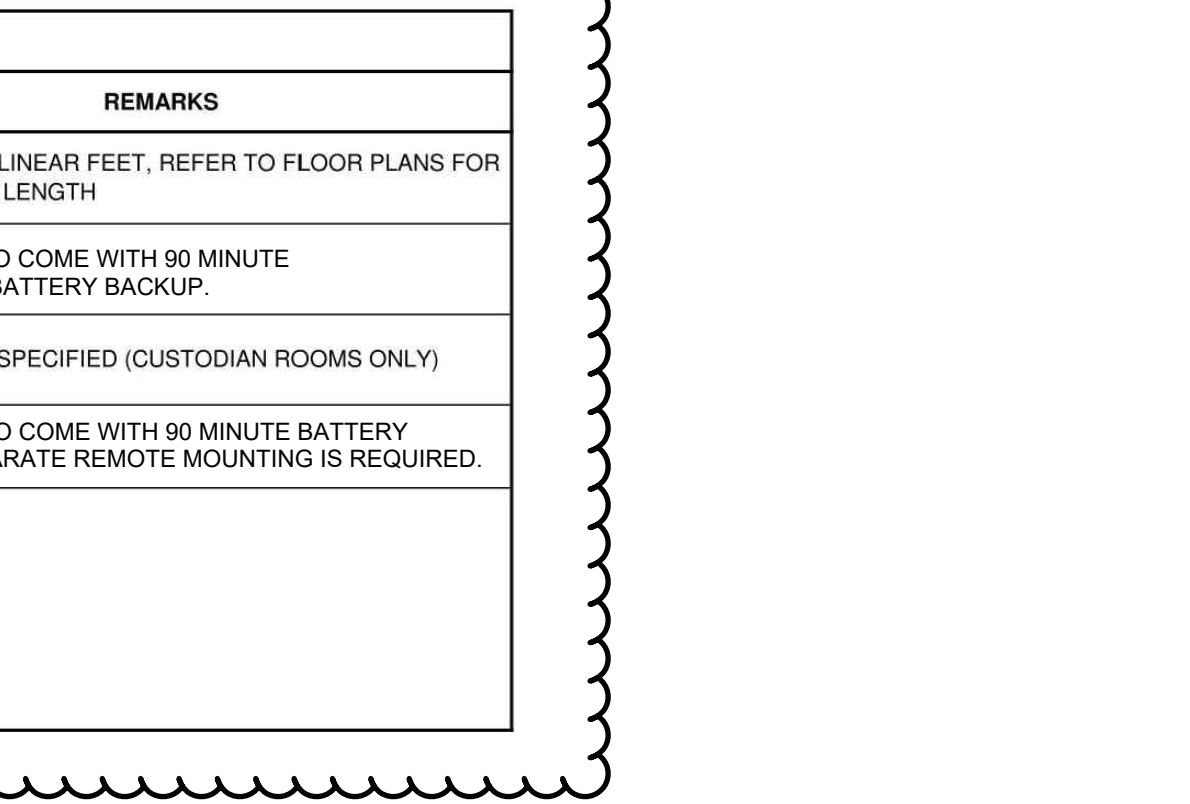 REMARKS
LINEAR FEET, REFER TO FLOOR PLANS FOR
LENGTH
COME WITH 90 MINUTE
BATTERY BACKUP.
SPECIFIED (CUSTODIAN ROOMS ONLY)
COME WITH 90 MINUTE BATTERY
REMOTE MOUNTING IS REQUIRED.